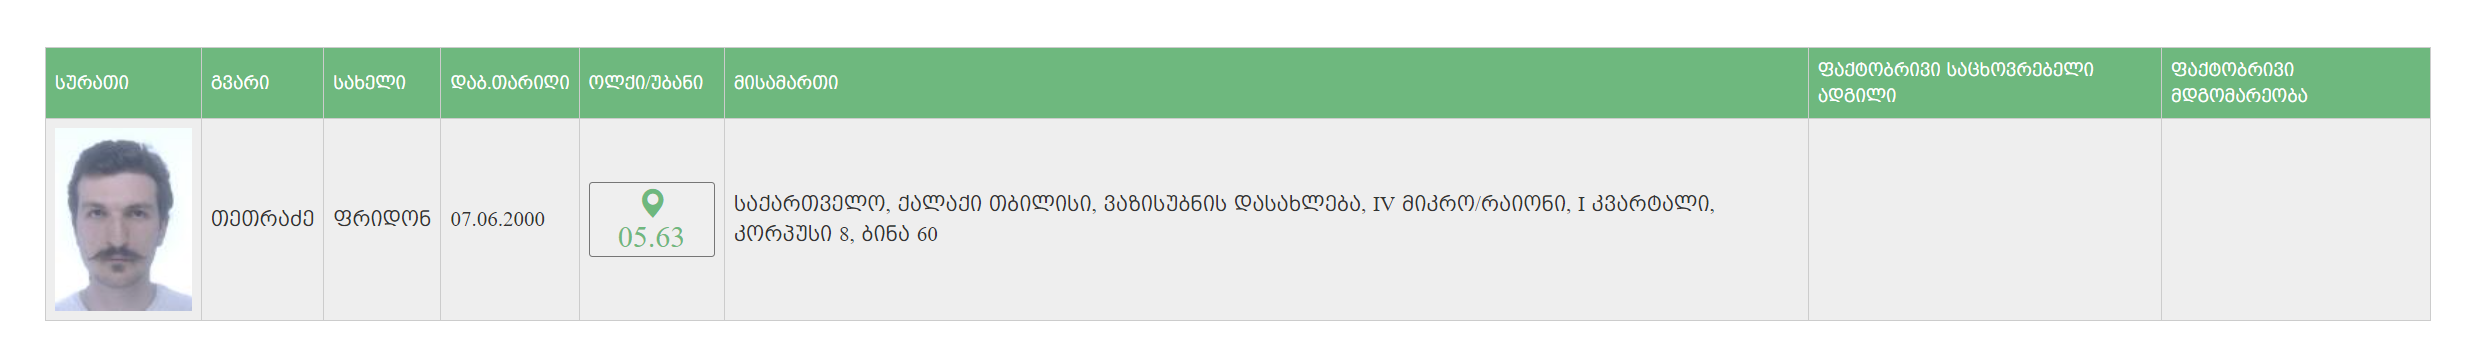 სურათი
გვარი
სახელი
დაბ.თარიღი
ოლქი/უბანი
მისამართი
ფაქტობრივი საცხოვრებელი
ადგილი
ფაქტობრივი
მდგომარეობა
თეთრაძე
ფრიდონ
07.06.2000
05.63
საქართველო, ქალაქი თბილისი, ვაზისუბნის დასახლება, IV მიკრო/რაიონი, I კვარტალი,
კორპუსი 8, ბინა 60